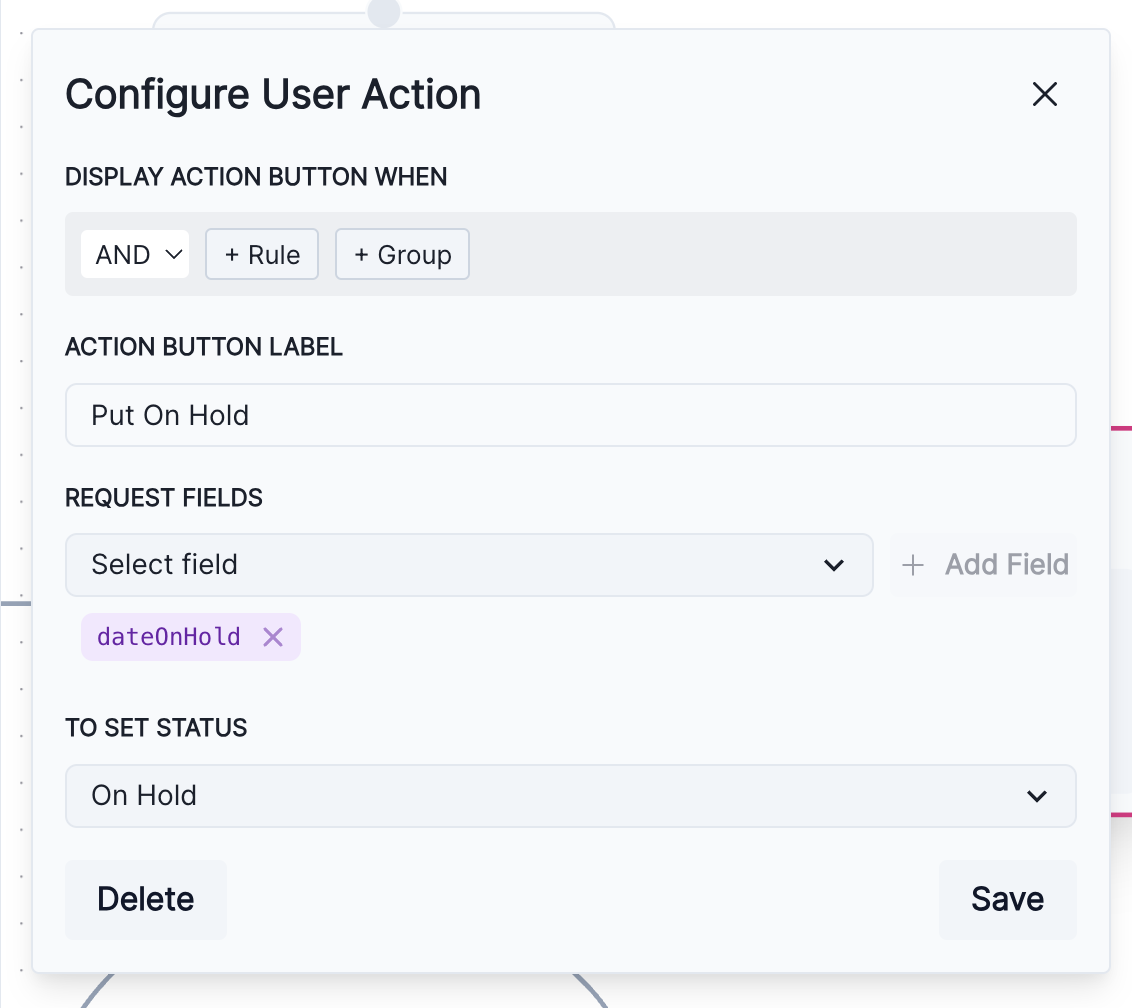 Configure User Action
DISPLAY ACTION BUTTON WHEN
AND + Rule + Group
ACTION BUTTON LABEL
Put On Hold
REQUEST FIELDS
Select field + Add Field
dateOnHold
TO SET STATUS
On Hold
Delete Save